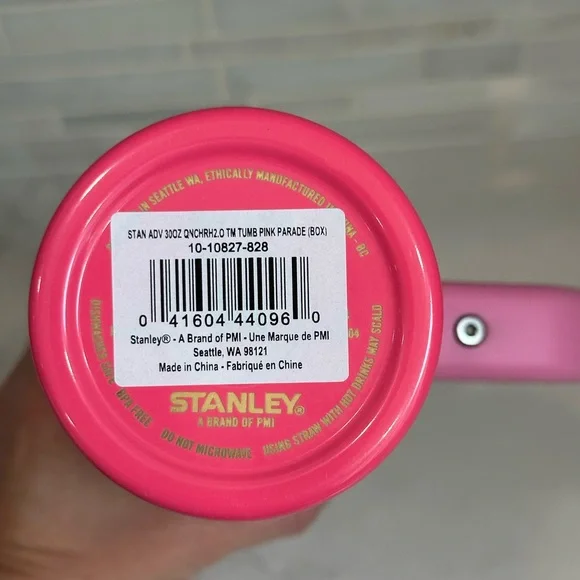 IN SEATTLE WA, ETHICALLY MANUFACTURED
STAN ADV 30OZ QNCHRH2.O TM TUMB PINK PARADE (BOX)
10-10827-828
0 41604 44096 0
Stanley® - A Brand of PMI - Une Marque de PMI
Seattle, WA 98121
Made in China - Fabriqué en Chine
STANLEY®
A BRAND OF PMI
BPA FREE
DO NOT MICROWAVE
USING STRAW WITH HOT DRINKS MAY SCALD